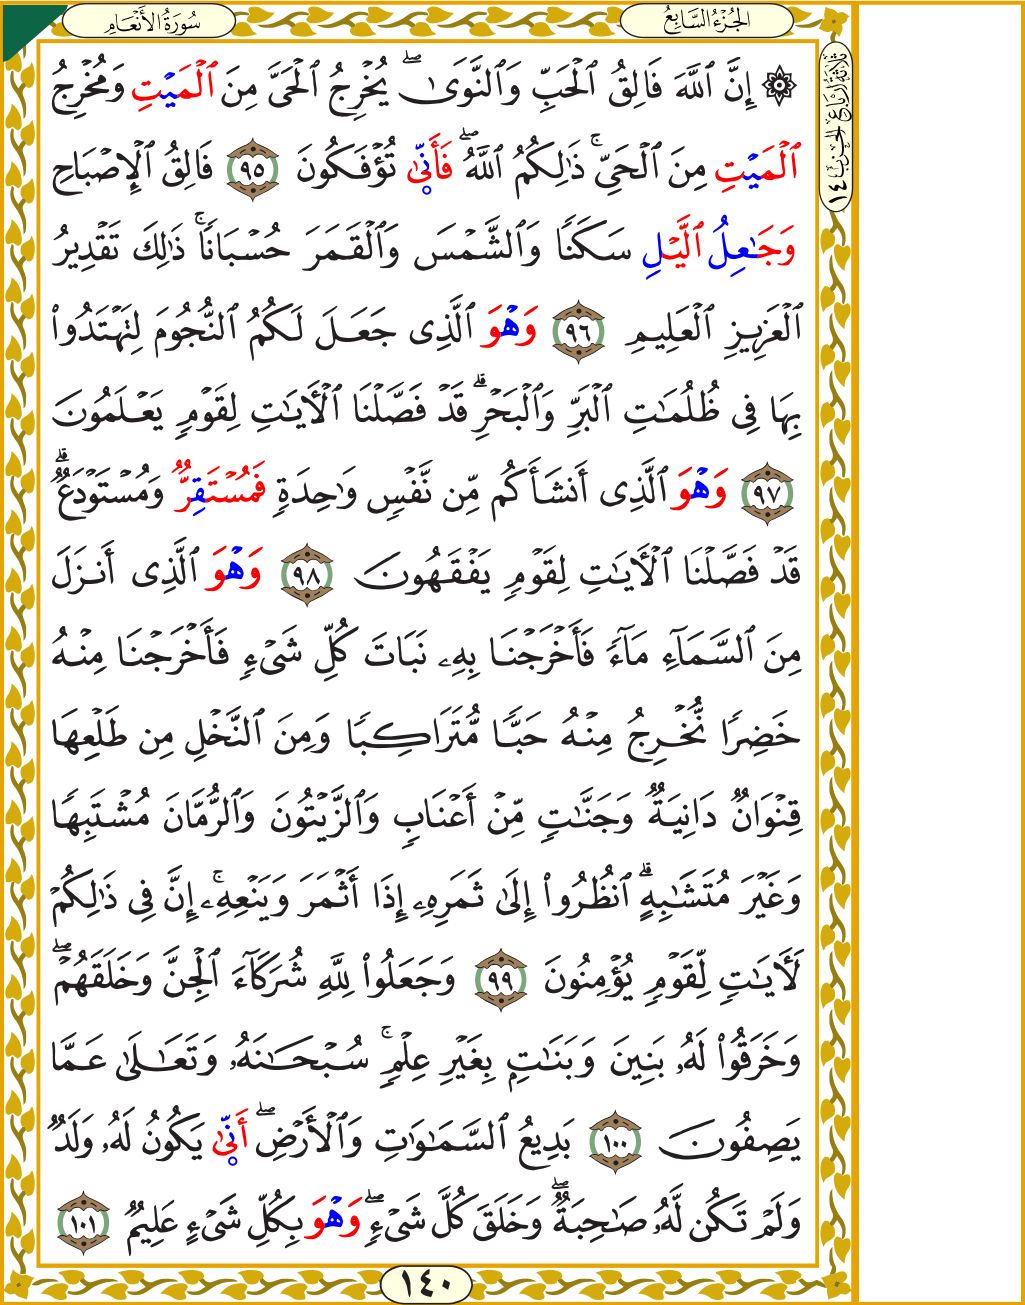 سُورَةُ الأَنْعَامِ
الجُزْءُ السَّابِعُ
ثلاثة أرباع الحزب ١٤
۞ إِنَّ ٱللَّهَ فَالِقُ ٱلْحَبِّ وَٱلنَّوَىٰۖ يُخْرِجُ ٱلْحَىَّ مِنَ ٱلْمَيْتِ وَمُخْرِجُ
ٱلْمَيْتِ مِنَ ٱلْحَىِّۚ ذَٰلِكُمُ ٱللَّهُۖ فَأَنَّىٰ تُؤْفَكُونَ ٩٥ فَالِقُ ٱلْإِصْبَاحِ
وَجَٰعِلُ ٱلَّيْلِ سَكَنًا وَٱلشَّمْسَ وَٱلْقَمَرَ حُسْبَانًاۚ ذَٰلِكَ تَقْدِيرُ
ٱلْعَزِيزِ ٱلْعَلِيمِ ٩٦ وَهْوَ ٱلَّذِى جَعَلَ لَكُمُ ٱلنُّجُومَ لِتَهْتَدُوا۟
بِهَا فِى ظُلُمَٰتِ ٱلْبَرِّ وَٱلْبَحْرِۗ قَدْ فَصَّلْنَا ٱلْأَيَٰتِ لِقَوْمٍ يَعْلَمُونَ
٩٧ وَهْوَ ٱلَّذِى أَنشَأَكُم مِّن نَّفْسٍ وَٰحِدَةٍ فَمُسْتَقِرٌّ وَمُسْتَوْدَعٌۗ
قَدْ فَصَّلْنَا ٱلْأَيَٰتِ لِقَوْمٍ يَفْقَهُونَ ٩٨ وَهْوَ ٱلَّذِى أَنزَلَ
مِنَ ٱلسَّمَآءِ مَآءً فَأَخْرَجْنَا بِهِۦ نَبَاتَ كُلِّ شَىْءٍ فَأَخْرَجْنَا مِنْهُ
خَضِرًا نُّخْرِجُ مِنْهُ حَبًّا مُّتَرَاكِبًا وَمِنَ ٱلنَّخْلِ مِن طَلْعِهَا
قِنْوَانٌ دَانِيَةٌ وَجَنَّٰتٍ مِّنْ أَعْنَابٍ وَٱلزَّيْتُونَ وَٱلرُّمَّانَ مُشْتَبِهًا
وَغَيْرَ مُتَشَٰبِهٍۗ ٱنظُرُوا۟ إِلَىٰ ثَمَرِهِۦ إِذَا أَثْمَرَ وَيَنْعِهِۦۚ إِنَّ فِى ذَٰلِكُمْ
لَأَيَٰتٍ لِّقَوْمٍ يُؤْمِنُونَ ٩٩ وَجَعَلُوا۟ لِلَّهِ شُرَكَآءَ ٱلْجِنَّ وَخَلَقَهُمْۖ
وَخَرَقُوا۟ لَهُۥ بَنِينَ وَبَنَٰتٍۭ بِغَيْرِ عِلْمٍۚ سُبْحَٰنَهُۥ وَتَعَٰلَىٰ عَمَّا
يَصِفُونَ ١٠٠ بَدِيعُ ٱلسَّمَٰوَٰتِ وَٱلْأَرْضِۖ أَنَّىٰ يَكُونُ لَهُۥ وَلَدٌ
وَلَمْ تَكُن لَّهُۥ صَٰحِبَةٌۖ وَخَلَقَ كُلَّ شَىْءٍۖ وَهْوَ بِكُلِّ شَىْءٍ عَلِيمٌ ١٠١
١٤٠